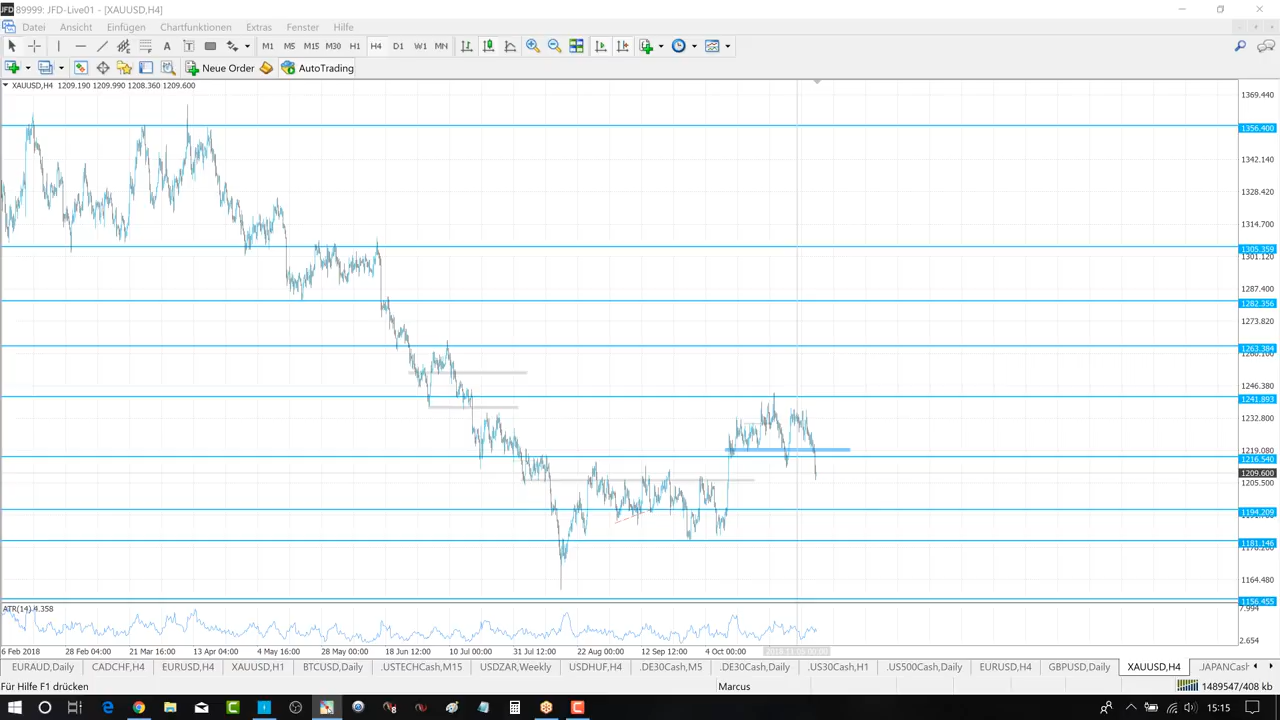 89999: JFD-Live01 - [XAUUSD,H4]
Datei Ansicht Einfügen Chartfunktionen Extras Fenster Hilfe
M1 M5 M15 M30 H1 H4 D1 W1 MN
Neue Order AutoTrading
XAUUSD,H4 1209.190 1209.990 1208.360 1209.600
1369.440
1356.400
1342.140
1328.420
1314.700
1305.359
1301.120
1287.400
1282.356
1273.820
1263.384
1246.380
1241.893
1232.800
1219.080
1216.540
1209.600
1205.500
1194.209
1181.146
1164.480
1156.455
ATR(14) 4.358
7.994
2.654
6 Feb 2018 28 Feb 04:00 21 Mar 16:00 13 Apr 04:00 4 May 16:00 28 May 00:00 18 Jun 12:00 10 Jul 00:00 31 Jul 12:00 22 Aug 00:00 12 Sep 12:00 4 Oct 00:00 2018.11.09 00:00
EURAUD,Daily CADCHF,H4 EURUSD,H4 XAUUSD,H1 BTCUSD,Daily .USTECHCash,M15 USDZAR,Weekly USDHUF,H4 .DE30Cash,M5 .DE30Cash,Daily .US30Cash,H1 .US500Cash,Daily EURUSD,H4 GBPUSD,Daily XAUUSD,H4 .JAPANCash
Für Hilfe F1 drücken Marcus 1489547/408 kb
15:15